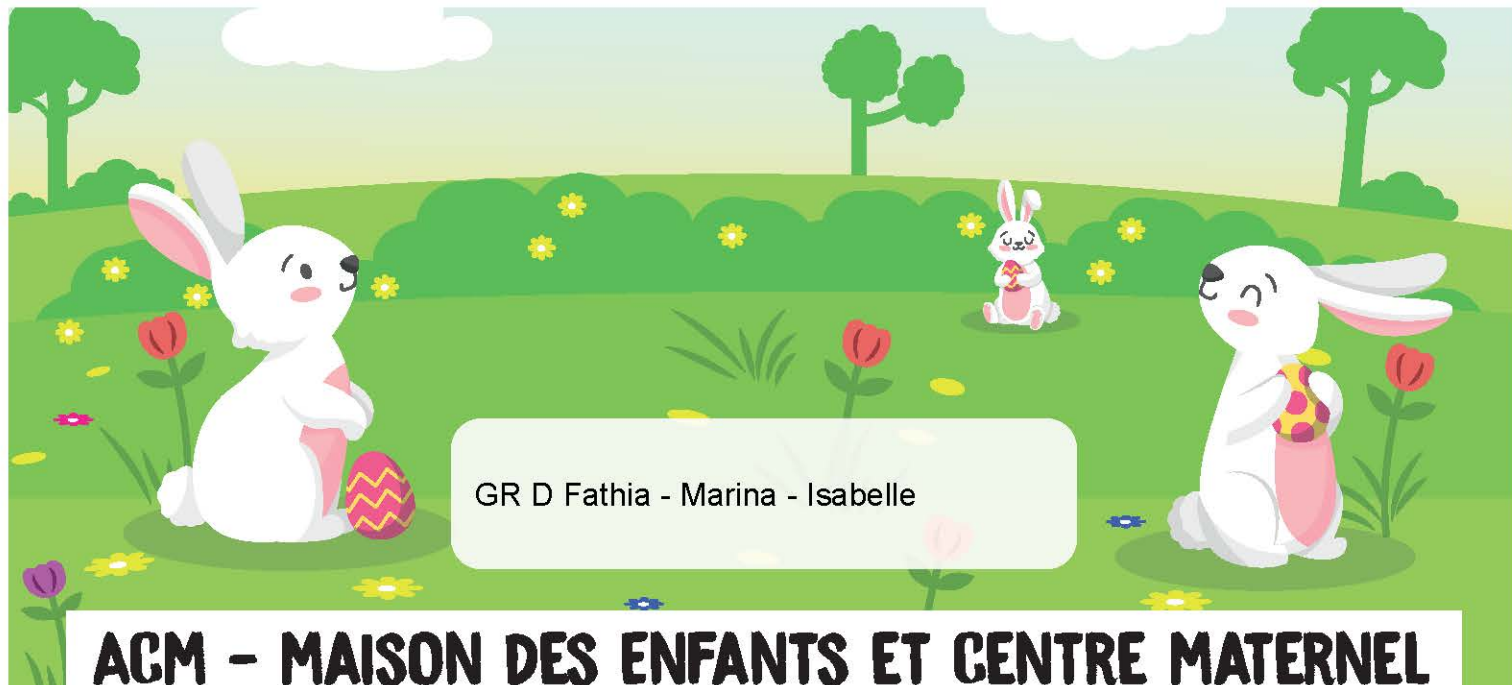 GR D Fathia - Marina - Isabelle
ACM - MAISON DES ENFANTS ET CENTRE MATERNEL